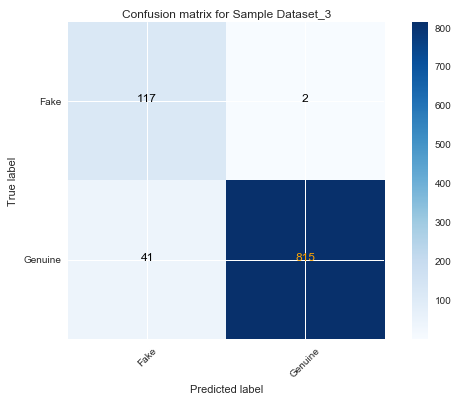 Confusion matrix for Sample Dataset_3
Fake
117
2
Genuine
41
815
True label
Fake
Genuine
Predicted label
800
700
600
500
400
300
200
100